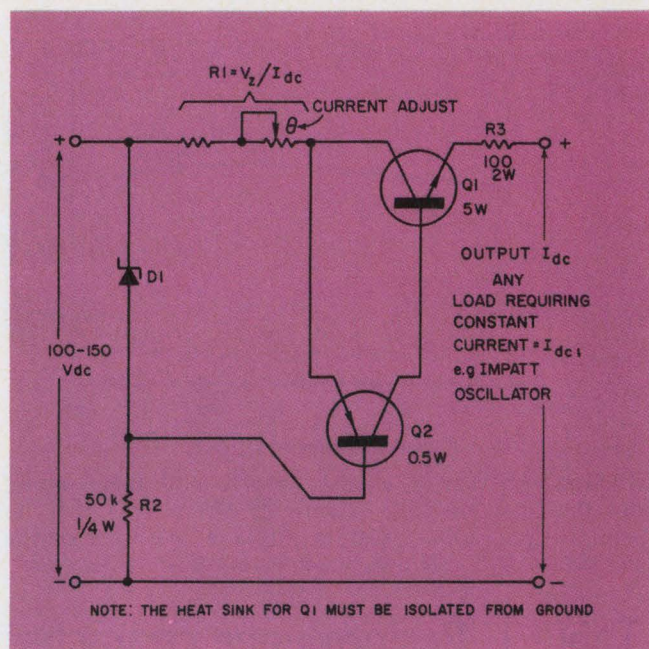 R1=Vz/Idc
CURRENT ADJUST
θ
+
R3
100
2W
+
Q1
5W
OUTPUT Idc
ANY
LOAD REQUIRING
CONSTANT
CURRENT = Idc,
e.g IMPATT
OSCILLATOR
D1
100-150
Vdc
Q2
0.5W
50k
R2
1/4 W
−
−
NOTE: THE HEAT SINK FOR Q1 MUST BE ISOLATED FROM GROUND